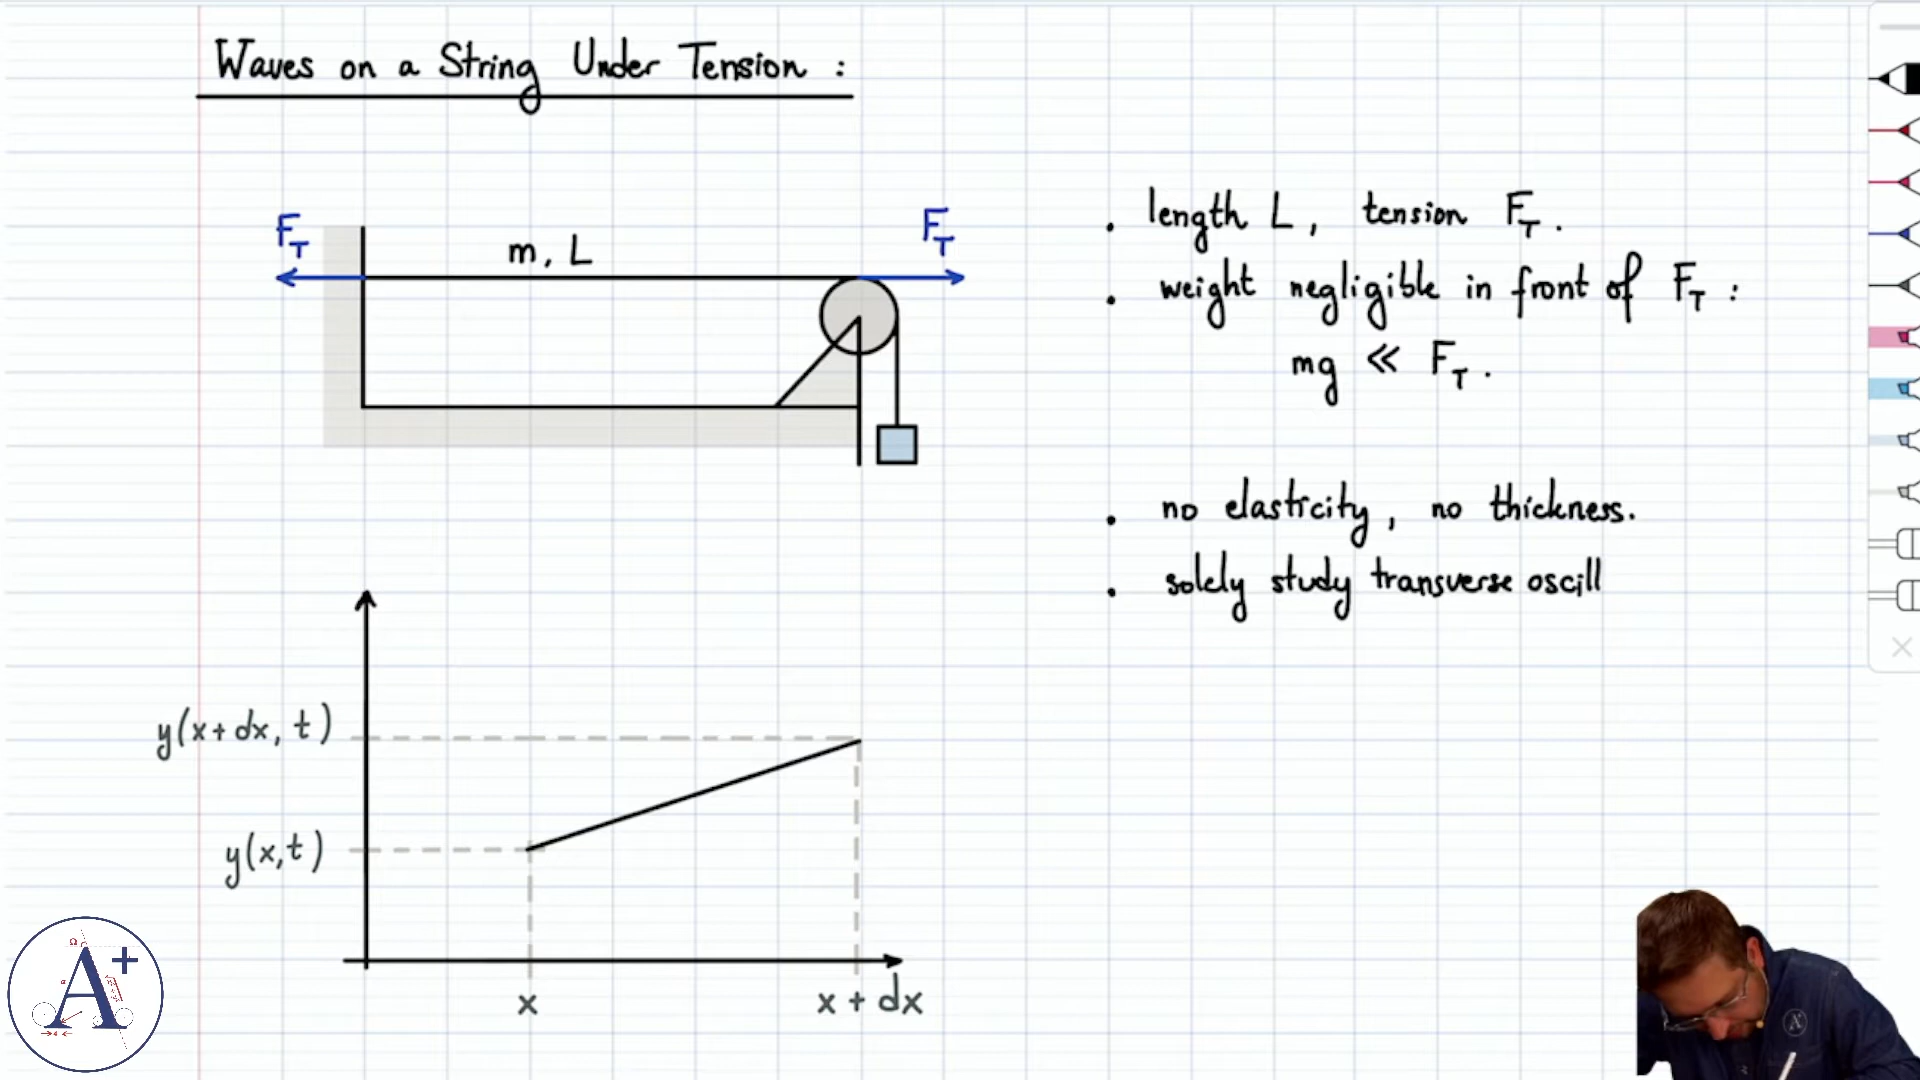 Waves on a String Under Tension :
F_T
m, L
F_T
. length L, tension F_T.
. weight negligible in front of F_T :
mg ≪ F_T.
. no elasticity, no thickness.
. solely study transverse oscill
y(x+dx, t)
y(x,t)
x
x + dx
A+